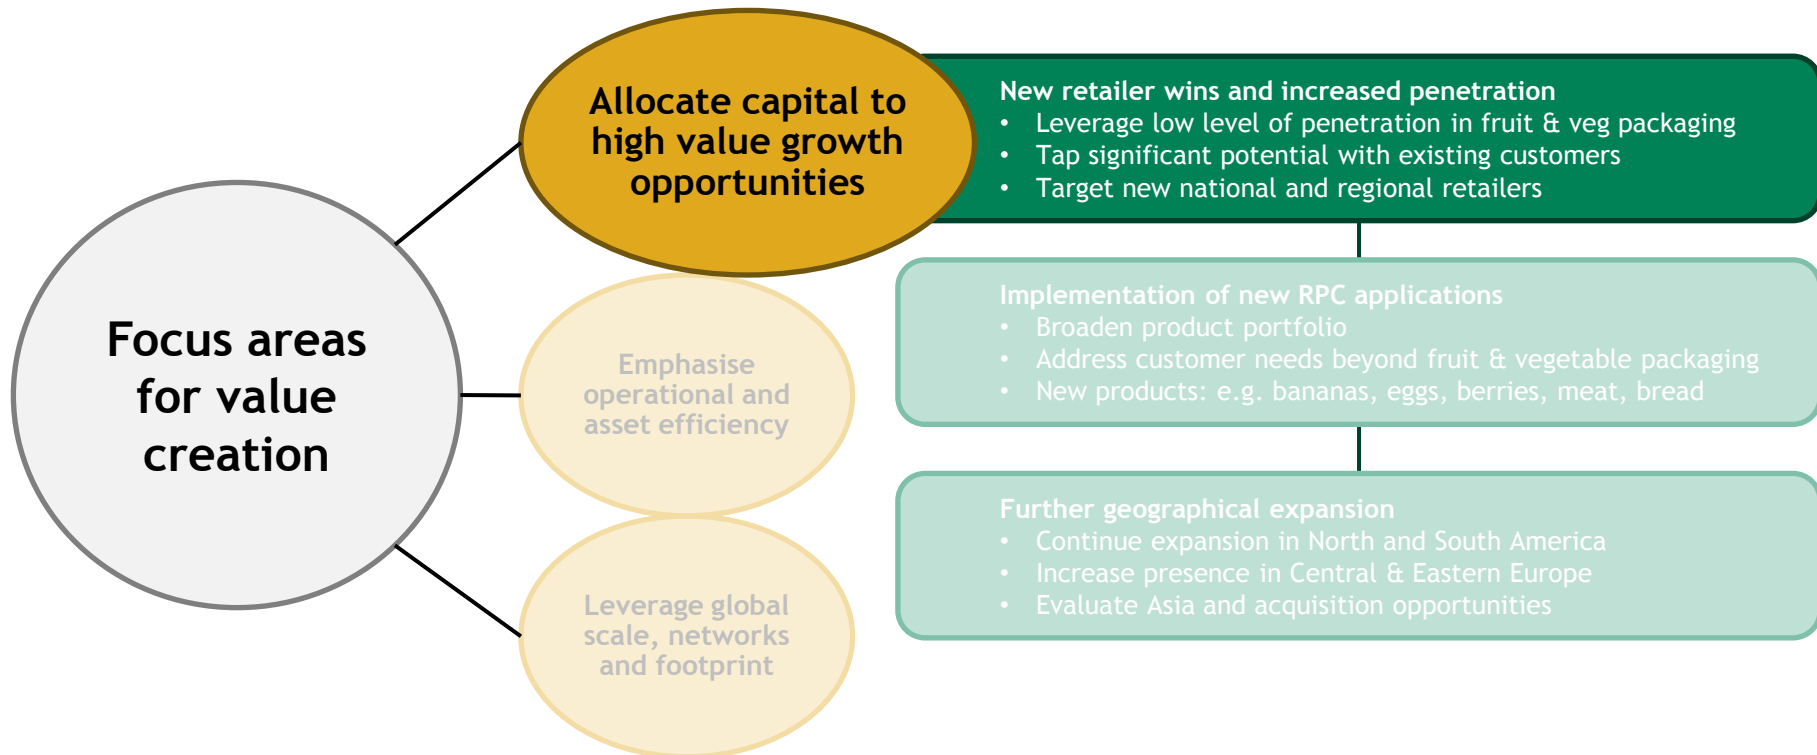 Focus areas
for value
creation
Allocate capital to
high value growth
opportunities
Emphasise
operational and
asset efficiency
Leverage global
scale, networks
and footprint
New retailer wins and increased penetration
• Leverage low level of penetration in fruit & veg packaging
• Tap significant potential with existing customers
• Target new national and regional retailers
Implementation of new RPC applications
• Broaden product portfolio
• Address customer needs beyond fruit & vegetable packaging
• New products: e.g. bananas, eggs, berries, meat, bread
Further geographical expansion
• Continue expansion in North and South America
• Increase presence in Central & Eastern Europe
• Evaluate Asia and acquisition opportunities